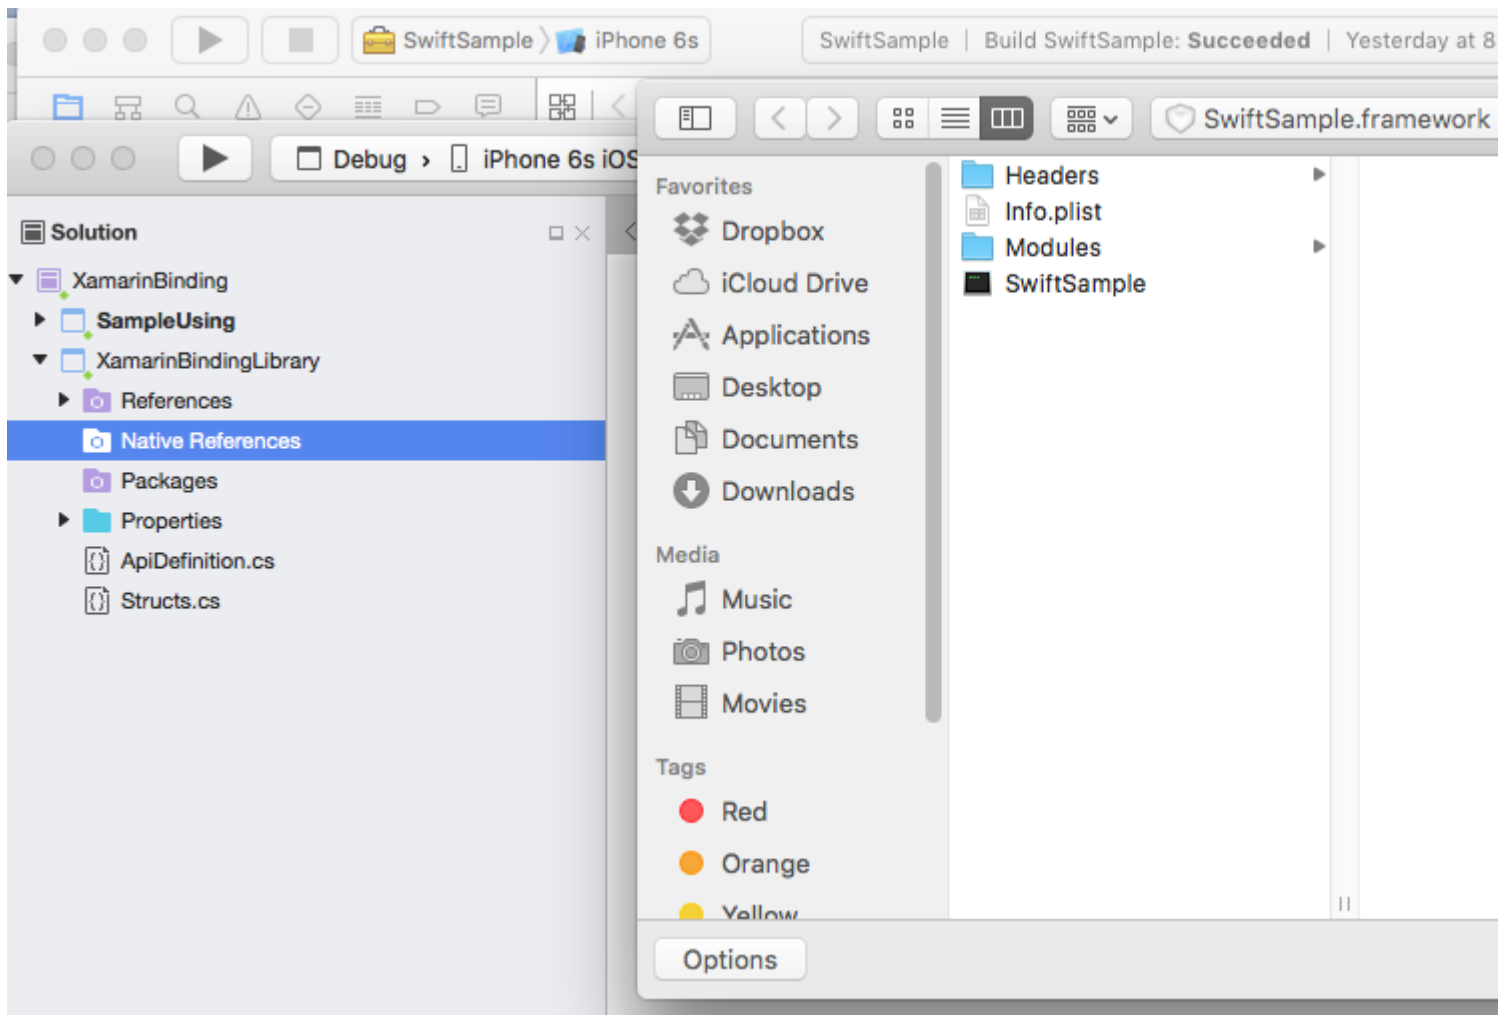 SwiftSample 〉 iPhone 6s
SwiftSample | Build SwiftSample: Succeeded | Yesterday at 8
Debug › iPhone 6s iOS
SwiftSample.framework
Solution
XamarinBinding
SampleUsing
XamarinBindingLibrary
References
Native References
Packages
Properties
ApiDefinition.cs
Structs.cs
Favorites
Dropbox
iCloud Drive
Applications
Desktop
Documents
Downloads
Media
Music
Photos
Movies
Tags
Red
Orange
Yellow
Headers
Info.plist
Modules
SwiftSample
Options